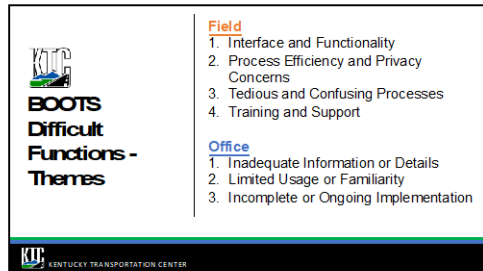 KTC
BOOTS
Difficult
Functions -
Themes
Field
1. Interface and Functionality
2. Process Efficiency and Privacy
Concerns
3. Tedious and Confusing Processes
4. Training and Support
Office
1. Inadequate Information or Details
2. Limited Usage or Familiarity
3. Incomplete or Ongoing Implementation
KTC KENTUCKY TRANSPORTATION CENTER